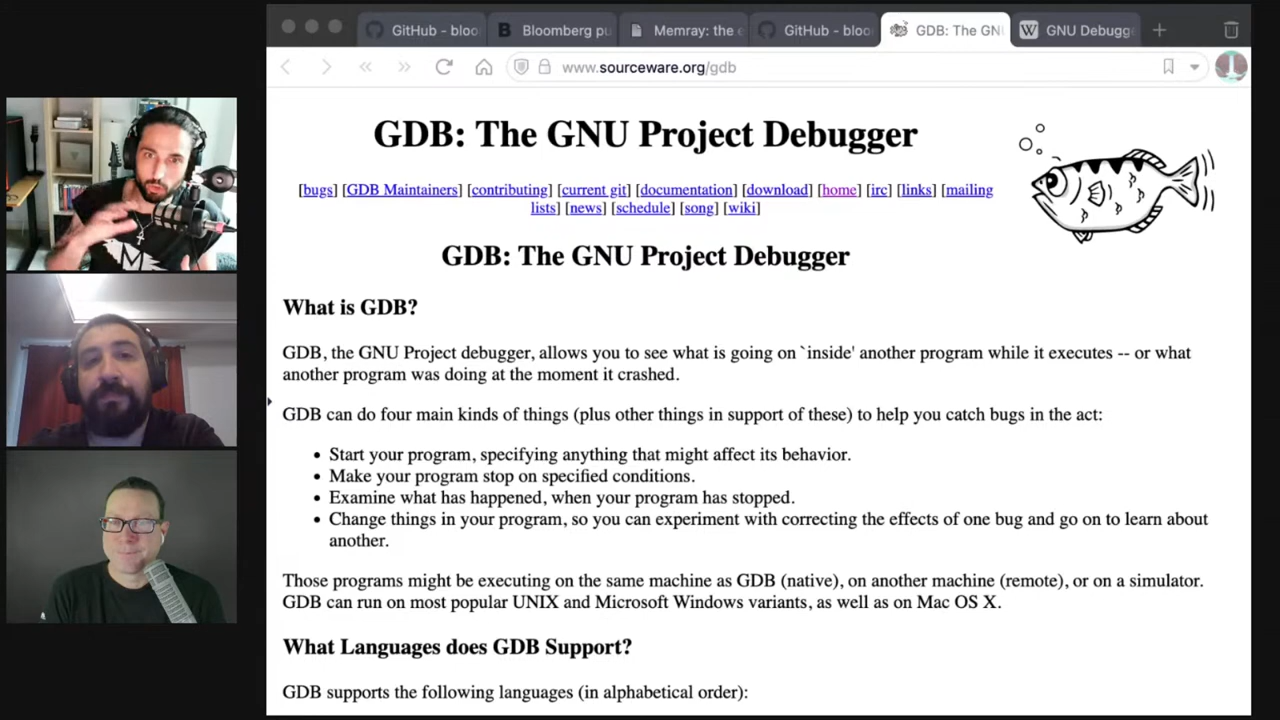 GitHub - bloo
Bloomberg pu
Memray: the e
GitHub - bloo
GDB: The GN
GNU Debugg
www.sourceware.org/gdb
GDB: The GNU Project Debugger
[bugs] [GDB Maintainers] [contributing] [current git] [documentation] [download] [home] [irc] [links] [mailing
lists] [news] [schedule] [song] [wiki]
GDB: The GNU Project Debugger
What is GDB?
GDB, the GNU Project debugger, allows you to see what is going on `inside' another program while it executes -- or what
another program was doing at the moment it crashed.
GDB can do four main kinds of things (plus other things in support of these) to help you catch bugs in the act:
• Start your program, specifying anything that might affect its behavior.
• Make your program stop on specified conditions.
• Examine what has happened, when your program has stopped.
• Change things in your program, so you can experiment with correcting the effects of one bug and go on to learn about
another.
Those programs might be executing on the same machine as GDB (native), on another machine (remote), or on a simulator.
GDB can run on most popular UNIX and Microsoft Windows variants, as well as on Mac OS X.
What Languages does GDB Support?
GDB supports the following languages (in alphabetical order):